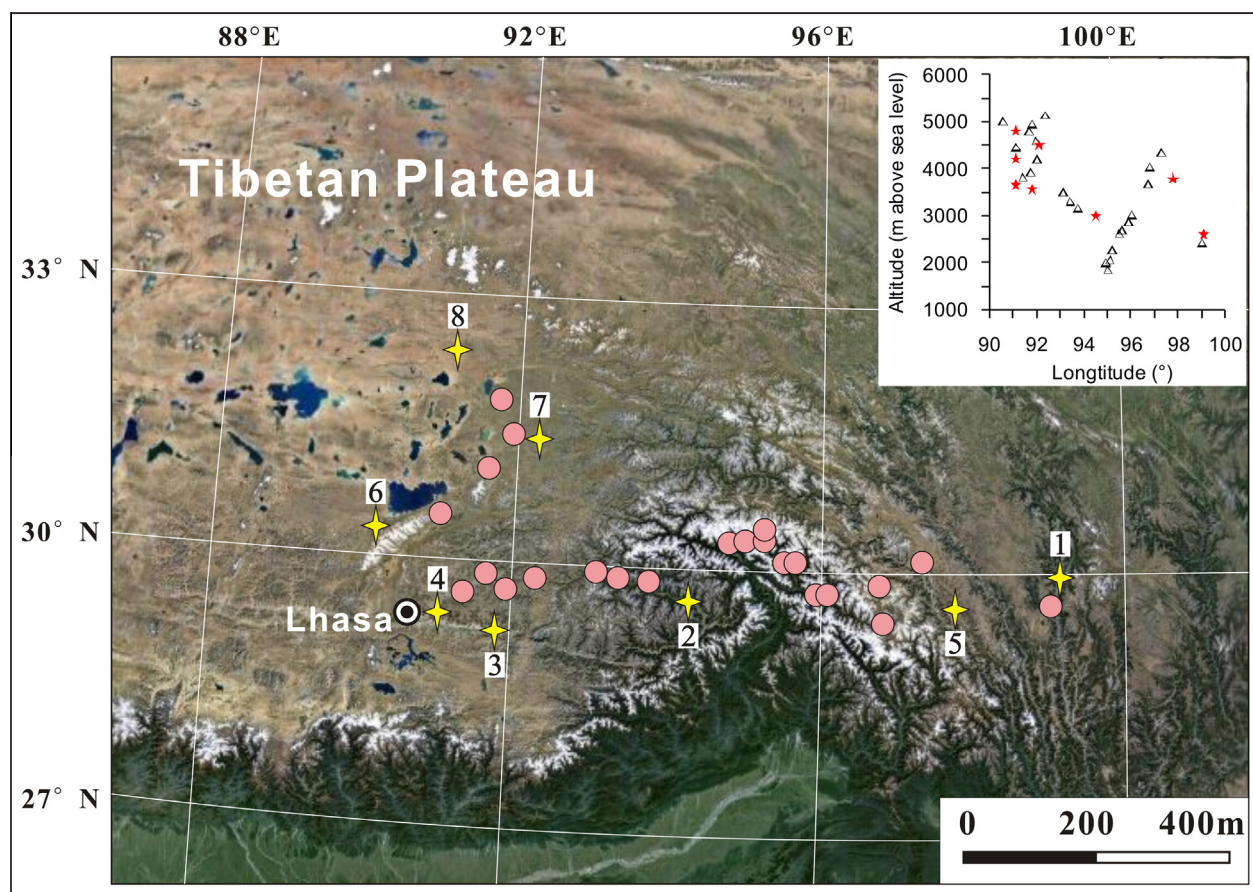 88°E 92°E 96°E 100°E
Tibetan Plateau
33° N
30° N
27° N
8
7
6
1
4
Lhasa
3
2
5
6000
5000
4000
3000
2000
1000
Altitude (m above sea level)
90 92 94 96 98 100
Longtitude (°)
0 200 400m